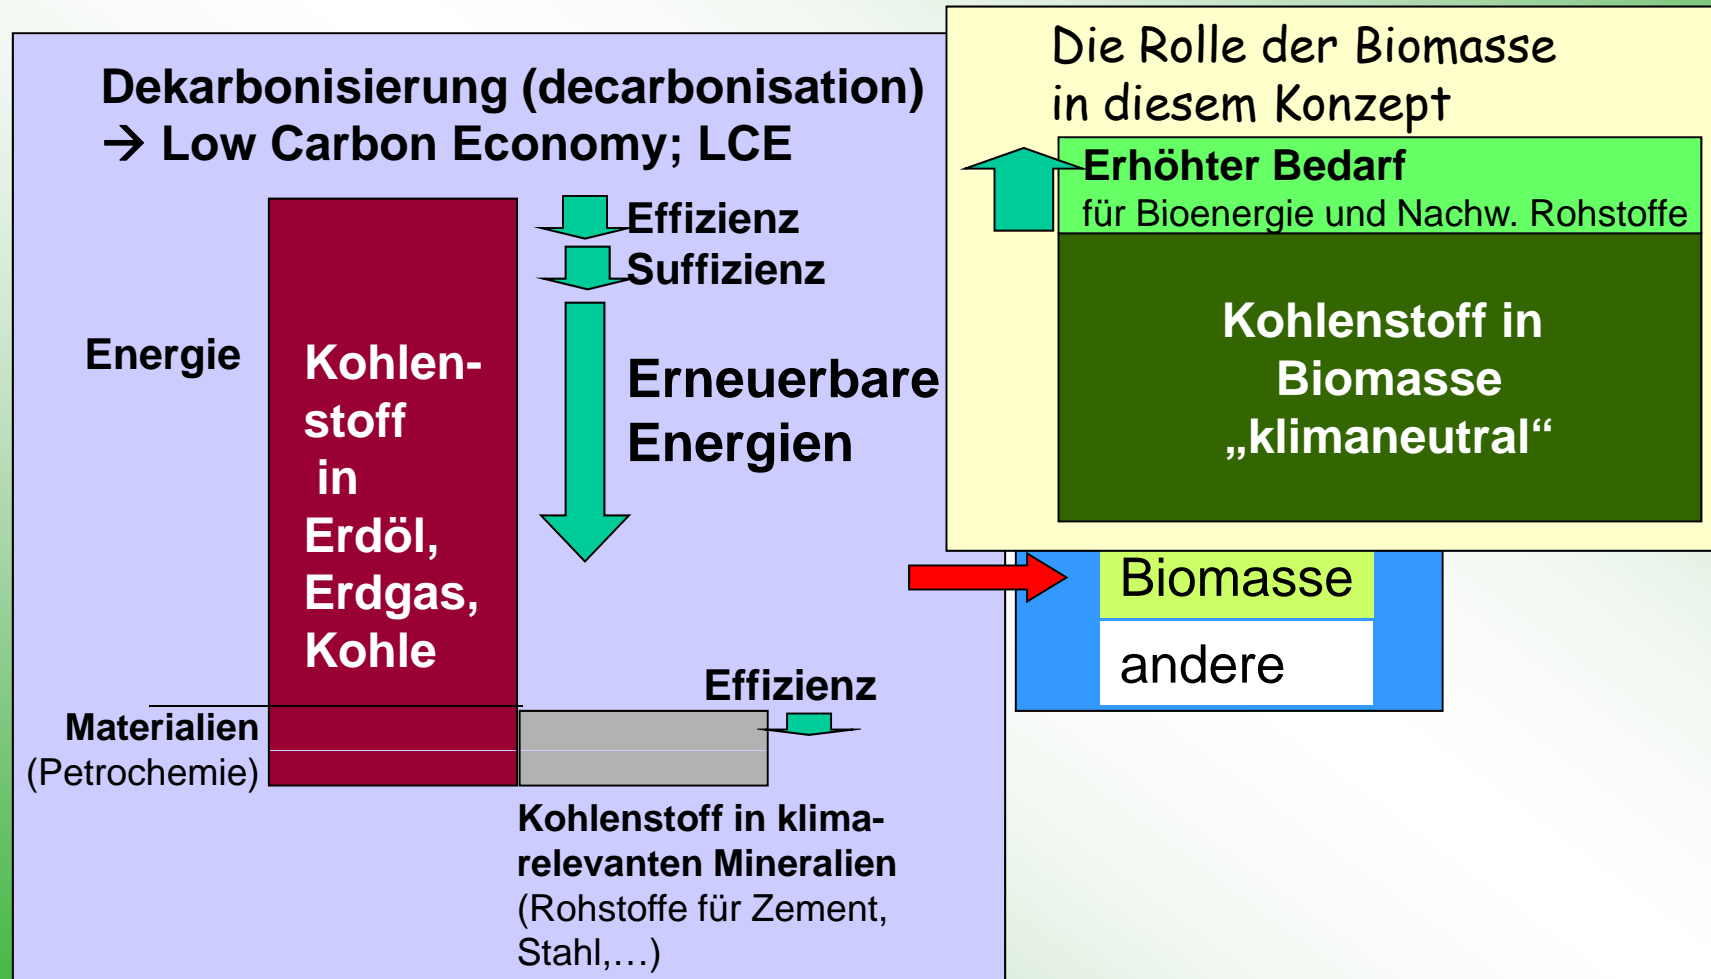 Dekarbonisierung (decarbonisation)
→ Low Carbon Economy; LCE
Effizienz
Suffizienz
Energie
Kohlen-
stoff
in
Erdöl,
Erdgas,
Kohle
Erneuerbare
Energien
Effizienz
Materialien
(Petrochemie)
Kohlenstoff in klima-
relevanten Mineralien
(Rohstoffe für Zement,
Stahl,…)
Die Rolle der Biomasse
in diesem Konzept
Erhöhter Bedarf
für Bioenergie und Nachw. Rohstoffe
Kohlenstoff in
Biomasse
„klimaneutral“
Biomasse
andere